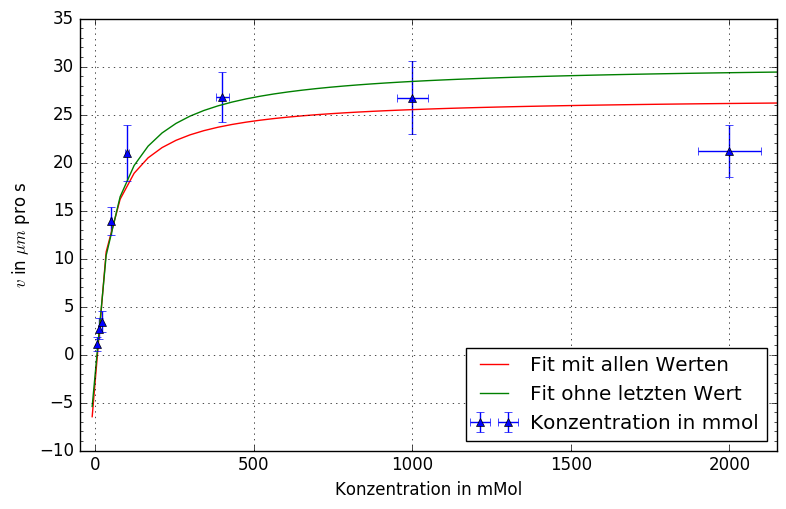 35
30
25
20
15
10
5
0
−5
−10
v in μm pro s
0 500 1000 1500 2000
Konzentration in mMol
Fit mit allen Werten
Fit ohne letzten Wert
Konzentration in mmol